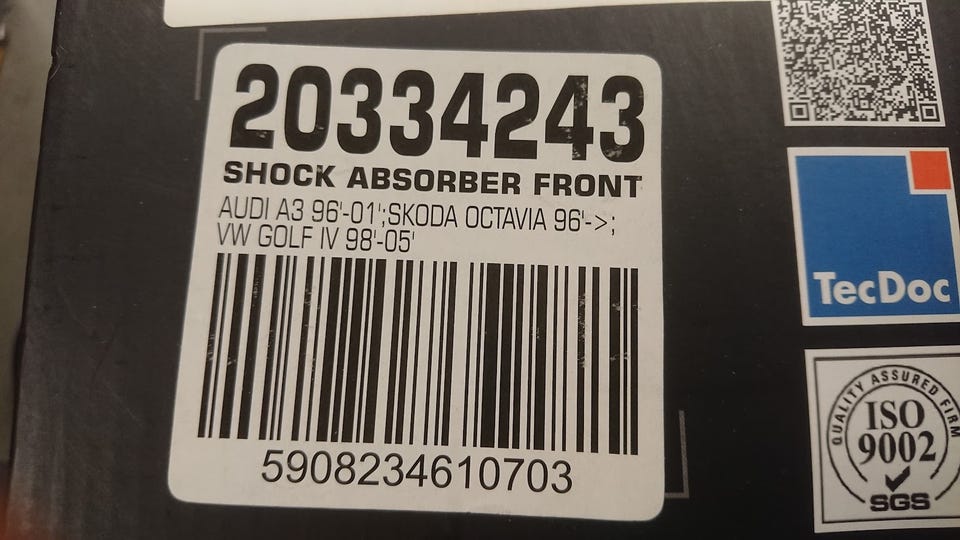 20334243
SHOCK ABSORBER FRONT
AUDI A3 96'-01';SKODA OCTAVIA 96'->;
VW GOLF IV 98'-05'
5908234610703
TecDoc
QUALITY ASSURED FIRM
ISO
9002
SGS